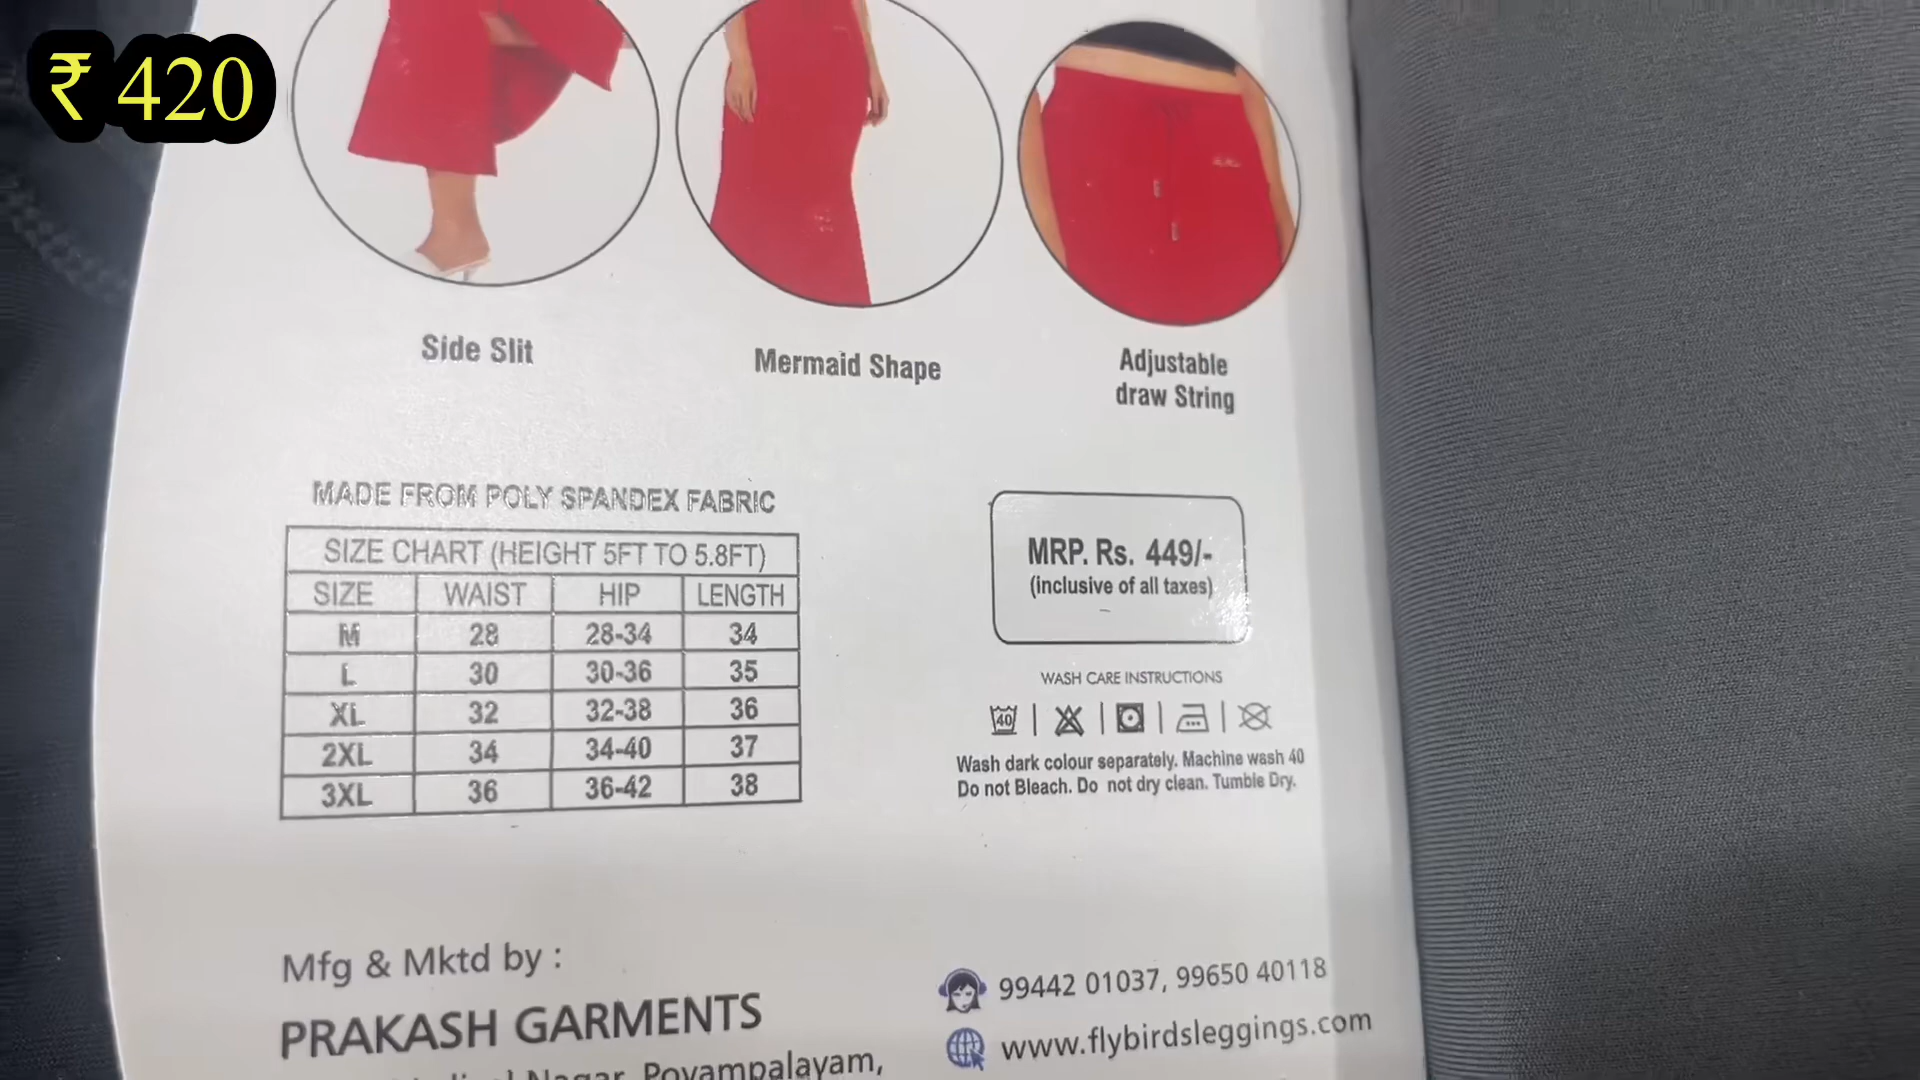 ₹ 420
Side Slit
Mermaid Shape
Adjustable
draw String
MADE FROM POLY SPANDEX FABRIC
SIZE CHART (HEIGHT 5FT TO 5.8FT)
SIZE WAIST HIP LENGTH
M 28 28-34 34
L 30 30-36 35
XL 32 32-38 36
2XL 34 34-40 37
3XL 36 36-42 38
MRP. Rs. 449/-
(inclusive of all taxes)
WASH CARE INSTRUCTIONS
40
Wash dark colour separately. Machine wash 40
Do not Bleach. Do not dry clean. Tumble Dry.
Mfg & Mktd by :
PRAKASH GARMENTS
Nagar, Poyampalayam,
99442 01037, 99650 40118
www.flybirdsleggings.com